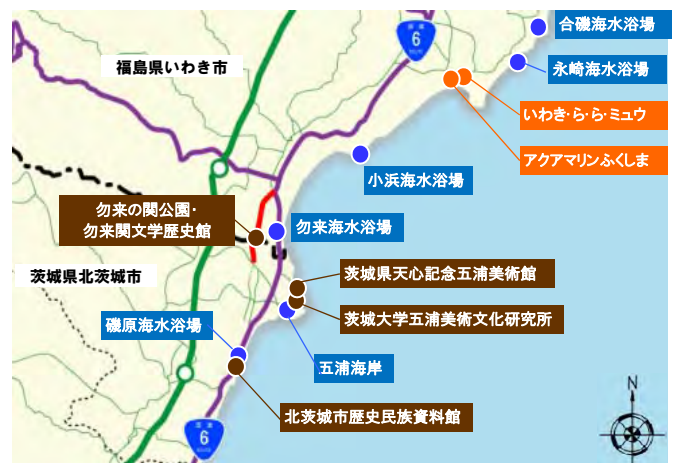 合磯海水浴場
6
福島県いわき市
永崎海水浴場
いわき・ら・ら・ミュウ
アクアマリンふくしま
小浜海水浴場
勿来の関公園・
勿来関文学歴史館
勿来海水浴場
茨城県北茨城市
茨城県天心記念五浦美術館
茨城大学五浦美術文化研究所
磯原海水浴場
五浦海岸
北茨城市歴史民族資料館
N
6